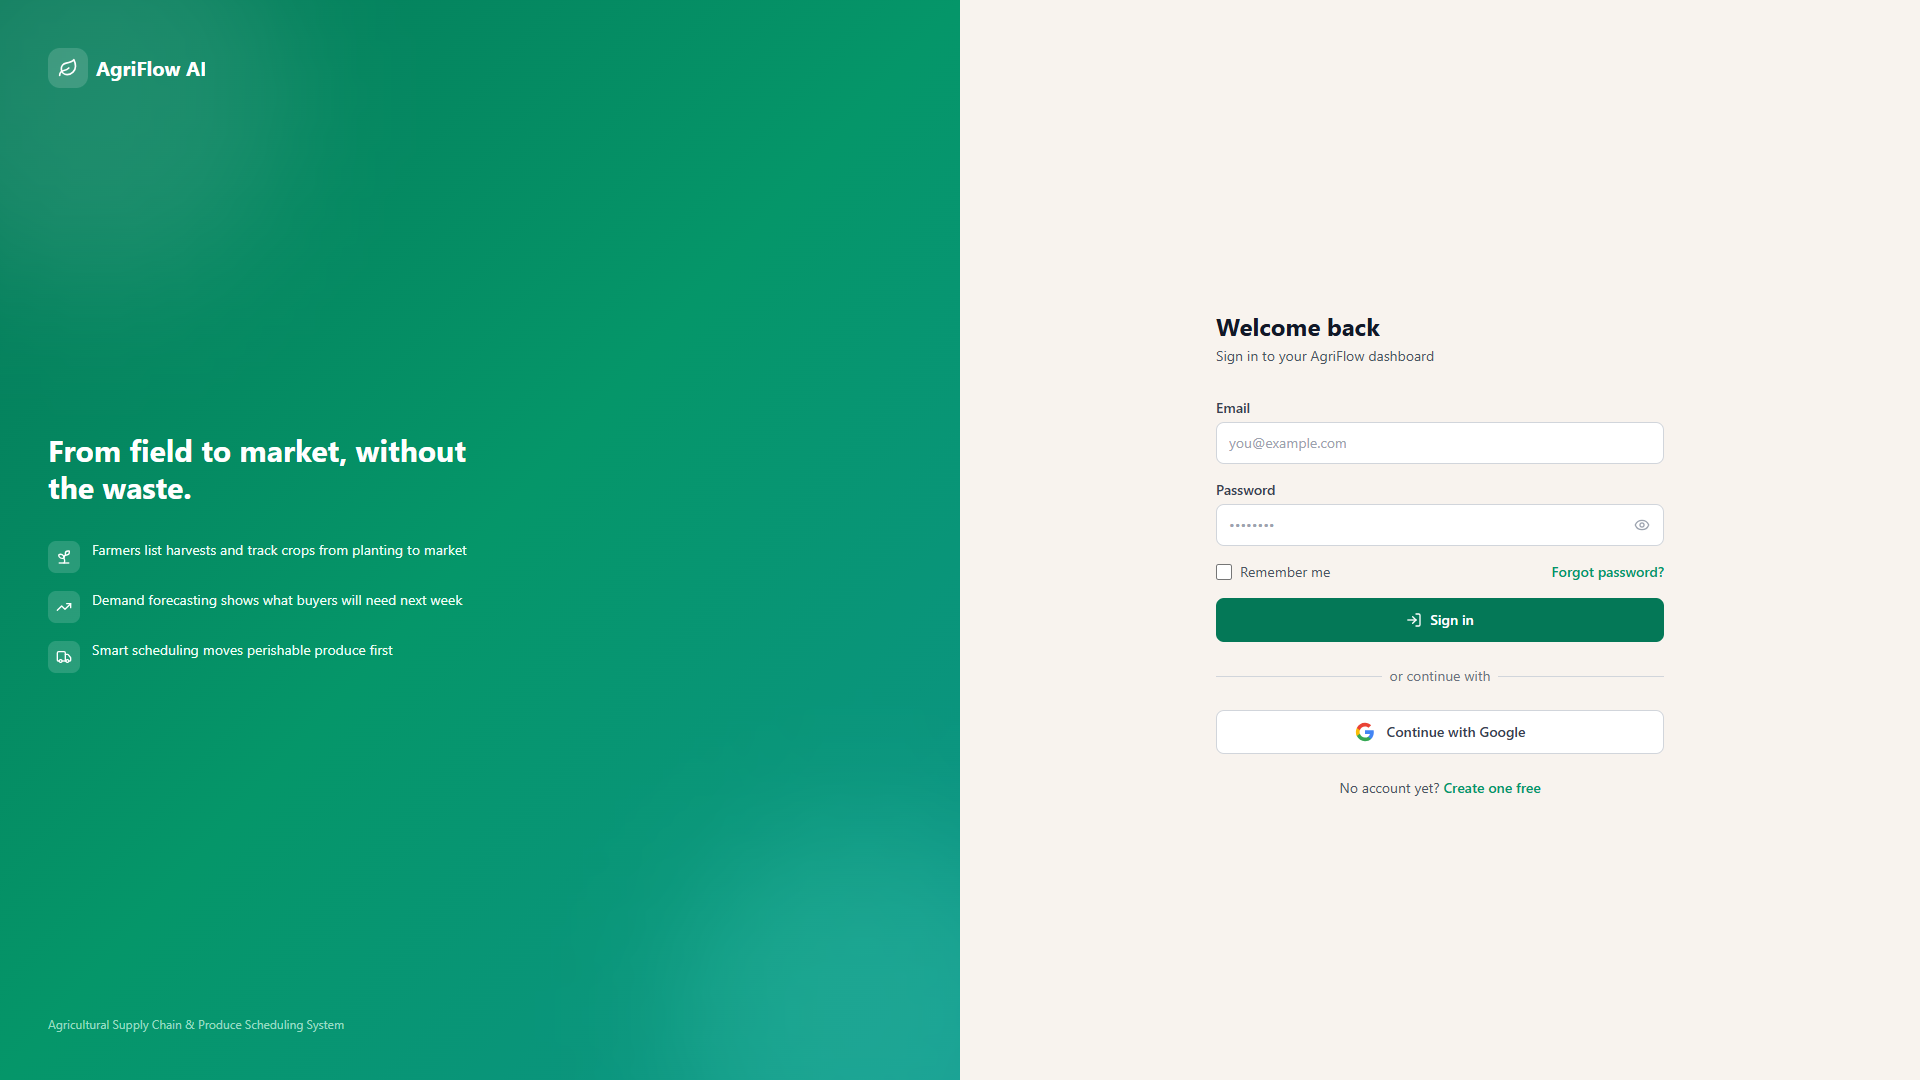 AgriFlow AI
From field to market, without
the waste.
Farmers list harvests and track crops from planting to market
Demand forecasting shows what buyers will need next week
Smart scheduling moves perishable produce first
Agricultural Supply Chain & Produce Scheduling System
Welcome back
Sign in to your AgriFlow dashboard
Email
you@example.com
Password
••••••••
Remember me
Forgot password?
Sign in
or continue with
Continue with Google
No account yet? Create one free